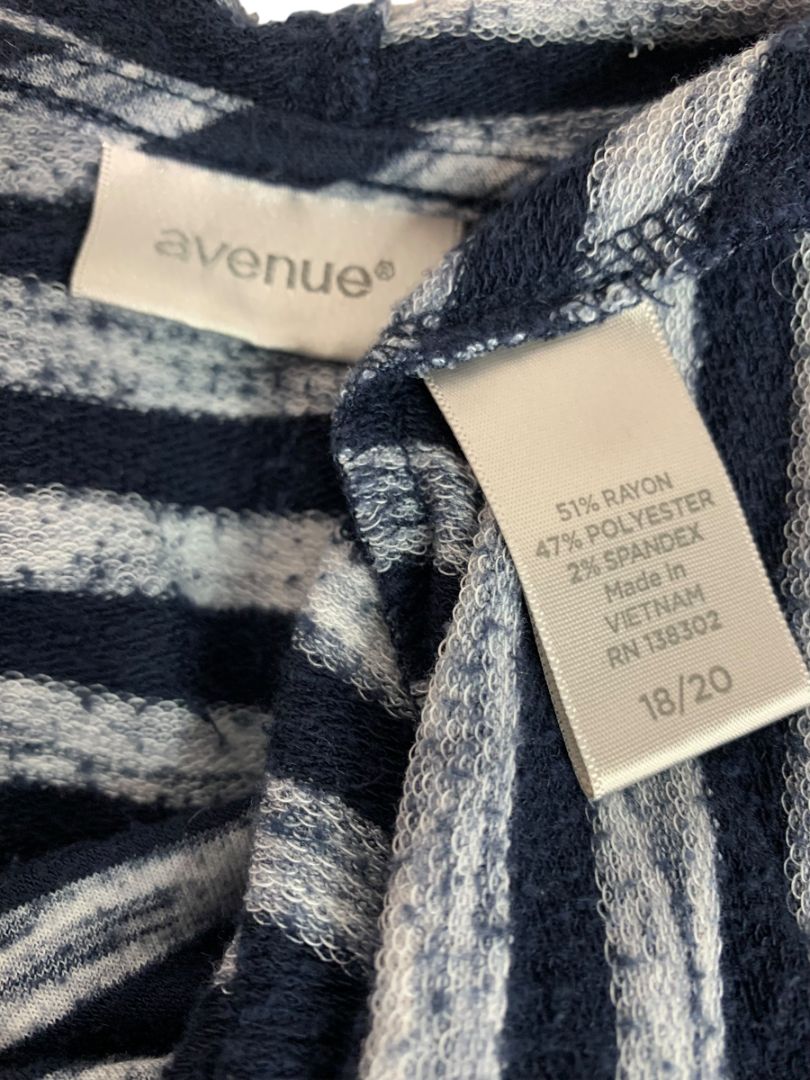 avenue®
51% RAYON
47% POLYESTER
2% SPANDEX
Made in
VIETNAM
RN 138302
18/20